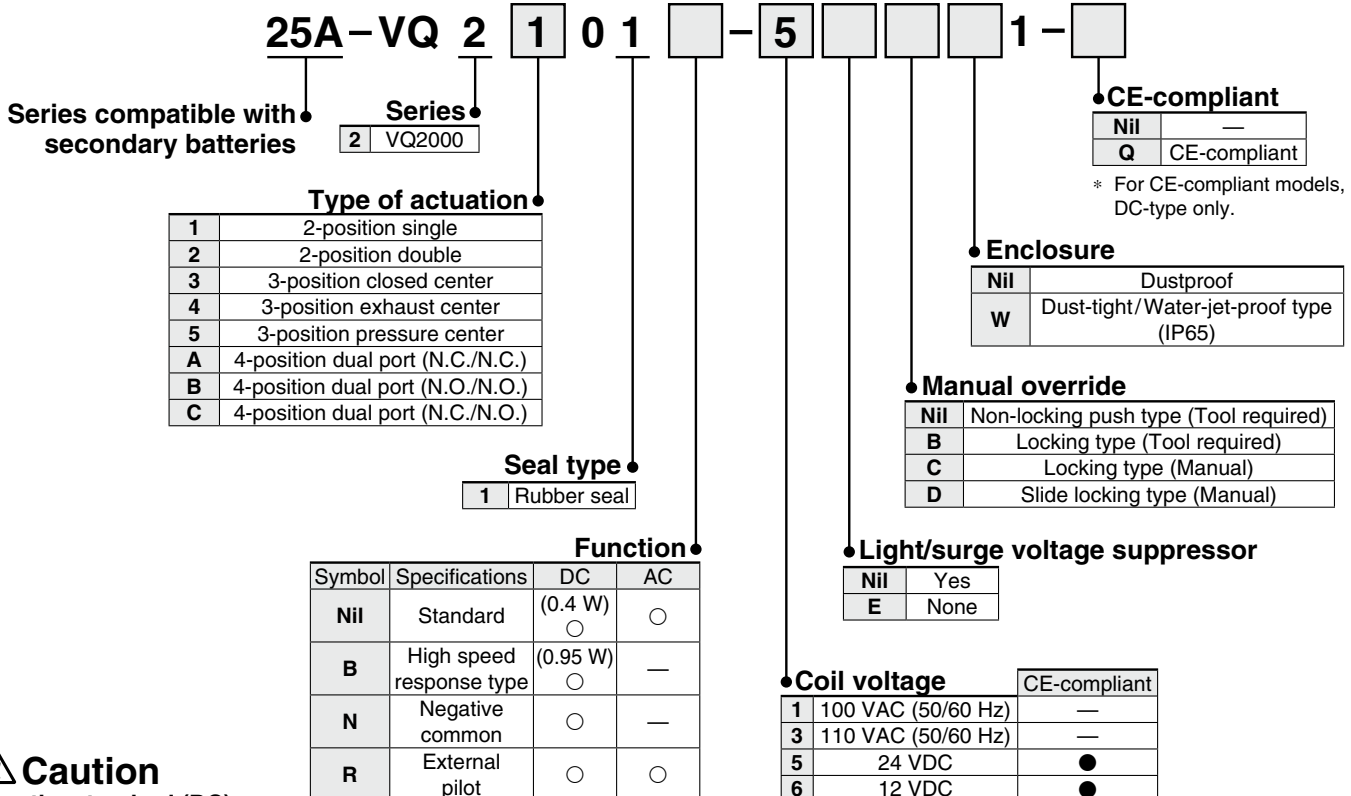 25A–VQ 2 1 0 1 – 5 1 –
Series compatible with
secondary batteries
Series
2 VQ2000
CE-compliant
Nil —
Q CE-compliant
* For CE-compliant models,
DC-type only.
Type of actuation
1 2-position single
2 2-position double
3 3-position closed center
4 3-position exhaust center
5 3-position pressure center
A 4-position dual port (N.C./N.C.)
B 4-position dual port (N.O./N.O.)
C 4-position dual port (N.C./N.O.)
Enclosure
Nil Dustproof
W Dust-tight/Water-jet-proof type
(IP65)
Manual override
Nil Non-locking push type (Tool required)
B Locking type (Tool required)
C Locking type (Manual)
D Slide locking type (Manual)
Seal type
1 Rubber seal
Light/surge voltage suppressor
Nil Yes
E None
Function
Symbol Specifications DC AC
Nil Standard (0.4 W) ○ ○
B High speed response type (0.95 W) ○ —
N Negative common ○ —
R External pilot ○ ○
Coil voltage CE-compliant
1 100 VAC (50/60 Hz) —
3 110 VAC (50/60 Hz) —
5 24 VDC ●
6 12 VDC ●
Caution